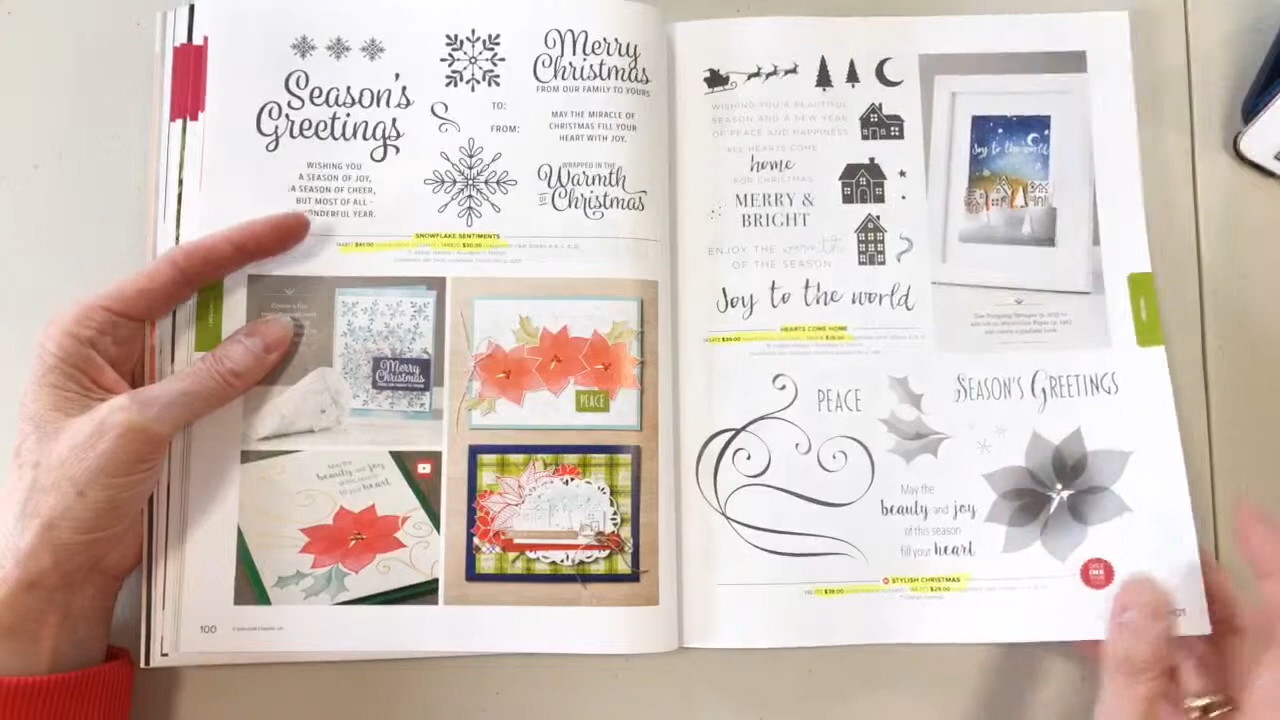 Season's
Greetings
WISHING YOU
A SEASON OF JOY,
A SEASON OF CHEER,
BUT MOST OF ALL –
WONDERFUL YEAR.
TO:
FROM:
Merry
Christmas
FROM OUR FAMILY TO YOURS
MAY THE MIRACLE OF
CHRISTMAS FILL YOUR
HEART WITH JOY.
WRAPPED IN THE
Warmth
OF Christmas
SNOWFLAKE SENTIMENTS
Merry
Christmas
PEACE
May the
beauty and joy
of this season
fill your heart
100
WISHING YOU A BEAUTIFUL
SEASON AND A NEW YEAR
OF PEACE AND HAPPINESS
ALL HEARTS COME
home
FOR CHRISTMAS
MERRY &
BRIGHT
ENJOY THE warmth
OF THE SEASON
Joy to the world
Joy to the world
HEARTS COME HOME
PEACE
SEASON'S GREETINGS
May the
beauty and joy
of this season
fill your heart
STYLISH CHRISTMAS
$39.00